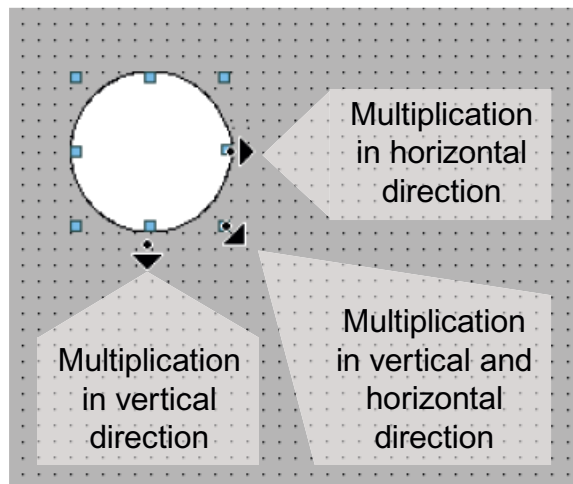 Multiplication
in horizontal
direction
Multiplication
in vertical and
horizontal
direction
Multiplication
in vertical
direction